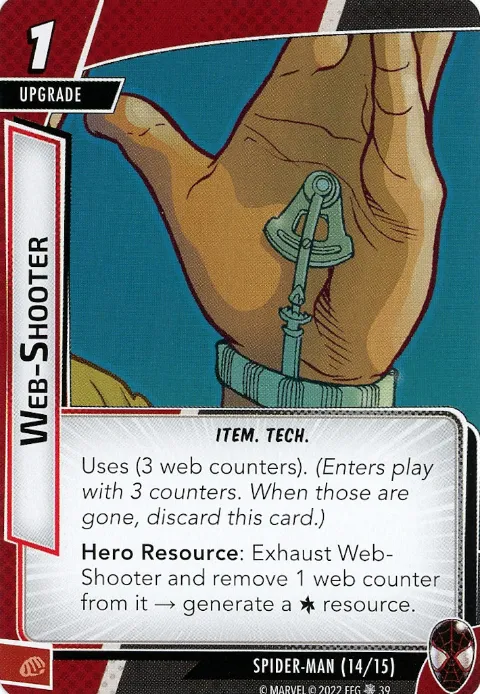 1
UPGRADE
WEB-SHOOTER
ITEM. TECH.
Uses (3 web counters). (Enters play
with 3 counters. When those are
gone, discard this card.)
Hero Resource: Exhaust Web-
Shooter and remove 1 web counter
from it → generate a resource.
SPIDER-MAN (14/15)
© MARVEL © 2022 FFG 39